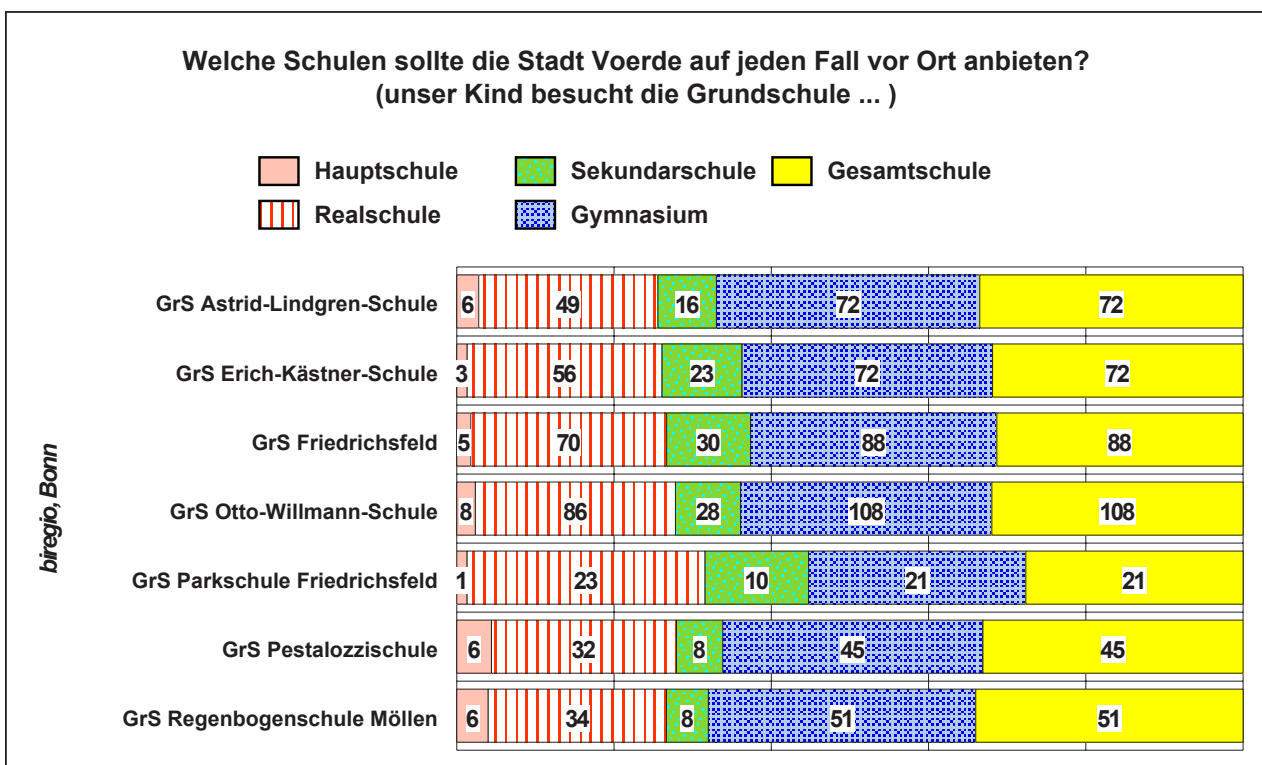 Welche Schulen sollte die Stadt Voerde auf jeden Fall vor Ort anbieten?
(unser Kind besucht die Grundschule ... )
Hauptschule Sekundarschule Gesamtschule
Realschule Gymnasium
GrS Astrid-Lindgren-Schule 6 49 16 72 72
GrS Erich-Kästner-Schule 3 56 23 72 72
GrS Friedrichsfeld 5 70 30 88 88
GrS Otto-Willmann-Schule 8 86 28 108 108
GrS Parkschule Friedrichsfeld 1 23 10 21 21
GrS Pestalozzischule 6 32 8 45 45
GrS Regenbogenschule Möllen 6 34 8 51 51
biregio, Bonn